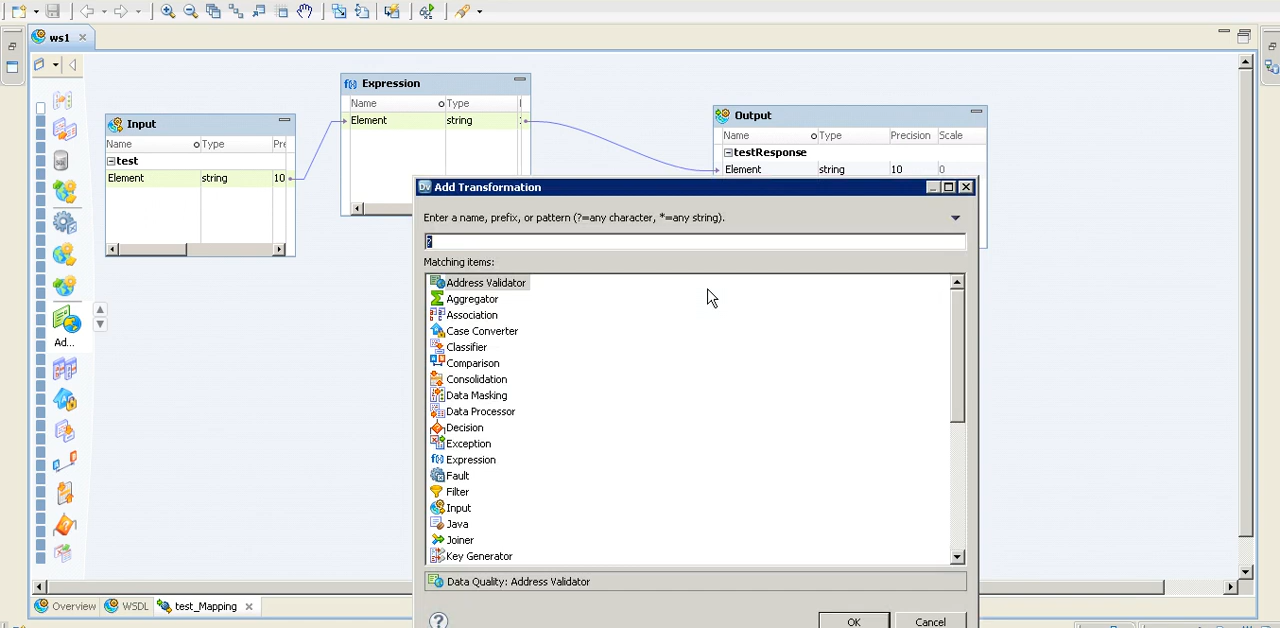 ws1
Expression
Name Type
Element string
Input
Name Type Pre
test
Element string 10
Output
Name Type Precision Scale
testResponse
Element string 10 0
Dv Add Transformation
Enter a name, prefix, or pattern (?=any character, *=any string).
?
Matching items:
Address Validator
Aggregator
Association
Case Converter
Classifier
Comparison
Consolidation
Data Masking
Data Processor
Decision
Exception
Expression
Fault
Filter
Input
Java
Joiner
Key Generator
Ad...
Data Quality: Address Validator
Overview WSDL test_Mapping
? OK Cancel